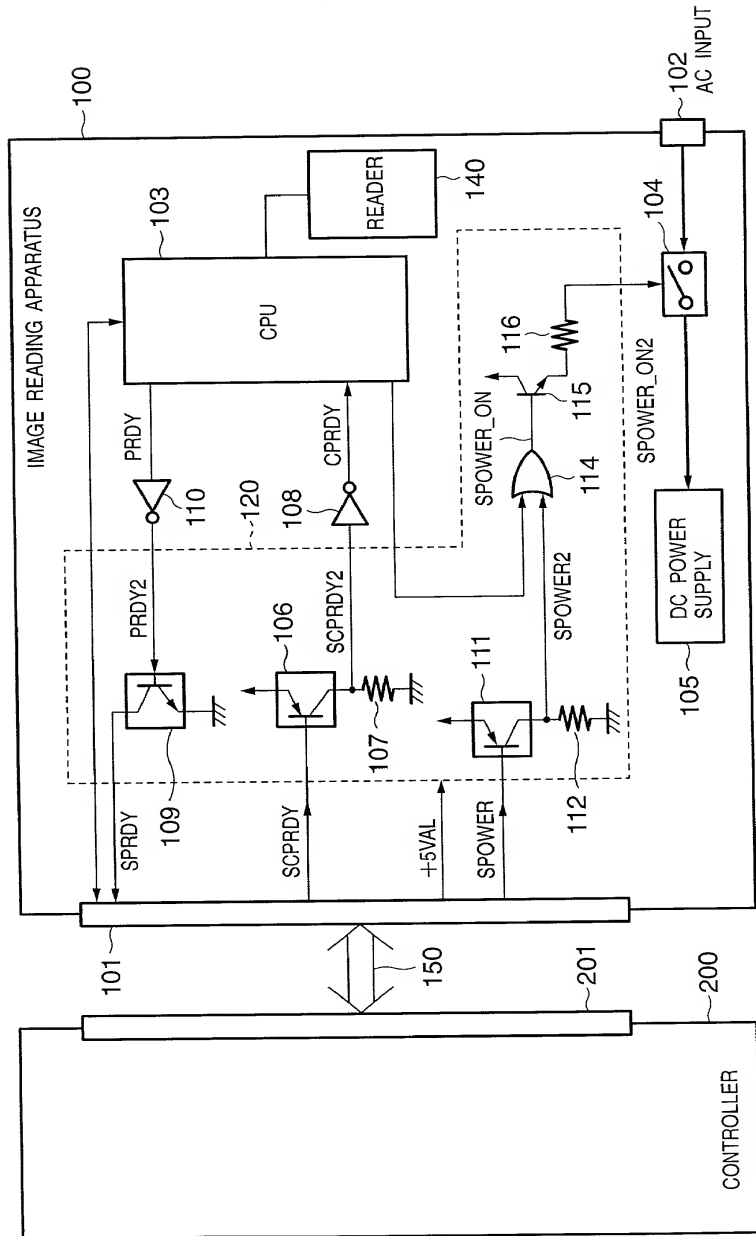 IMAGE READING APPARATUS
100
103
CPU
READER
140
PRDY
110
CPRDY
108
120
PRDY2
SCPRDY2
106
107
109
SPRDY
SCPRDY
+5VAL
SPOWER
111
112
SPOWER2
SPOWER_ON
114
115
116
102
AC INPUT
104
SPOWER_ON2
DC POWER
SUPPLY
105
101
150
201
200
CONTROLLER